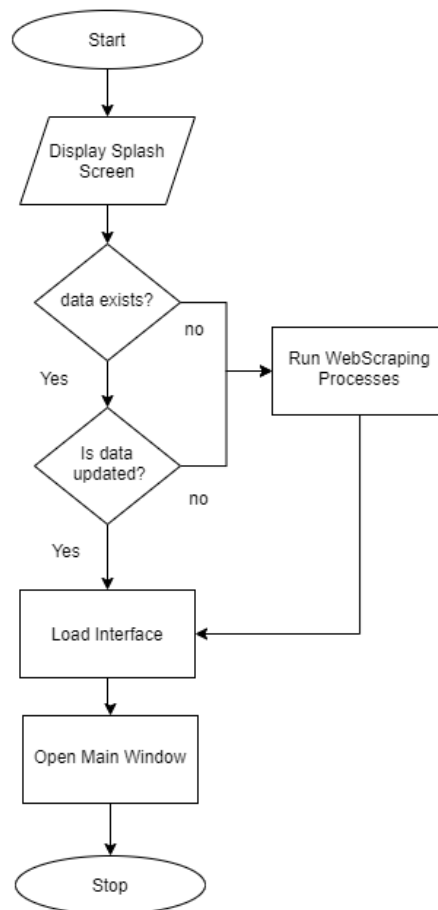 Start
Display Splash
Screen
data exists?
no
Run WebScraping
Processes
Yes
Is data
updated?
no
Yes
Load Interface
Open Main Window
Stop